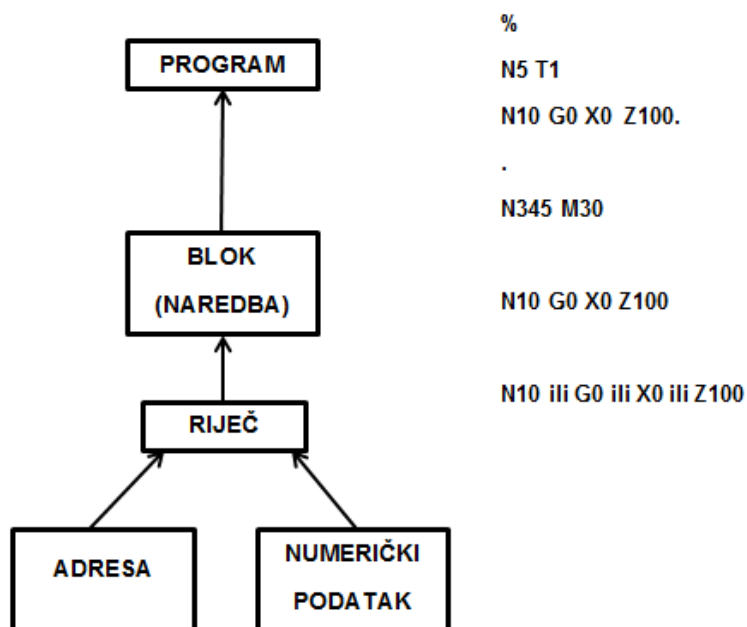 %
PROGRAM
N5 T1
N10 G0 X0 Z100.
.
N345 M30
BLOK
(NAREDBA)
N10 G0 X0 Z100
N10 ili G0 ili X0 ili Z100
RIJEČ
ADRESA
NUMERIČKI
PODATAK